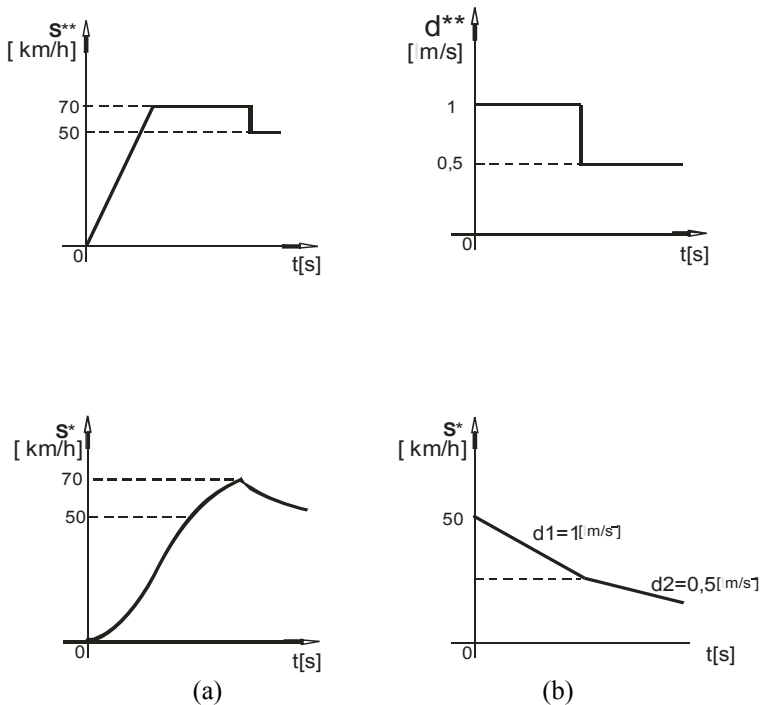 s**
[ km/h]
70
50
0
t[s]
d**
[m/s]
1
0,5
0
t[s]
s*
[ km/h]
70
50
0
t[s]
(a)
s*
[ km/h]
50
d1=1[m/s-]
d2=0,5[m/s-]
0
t[s]
(b)